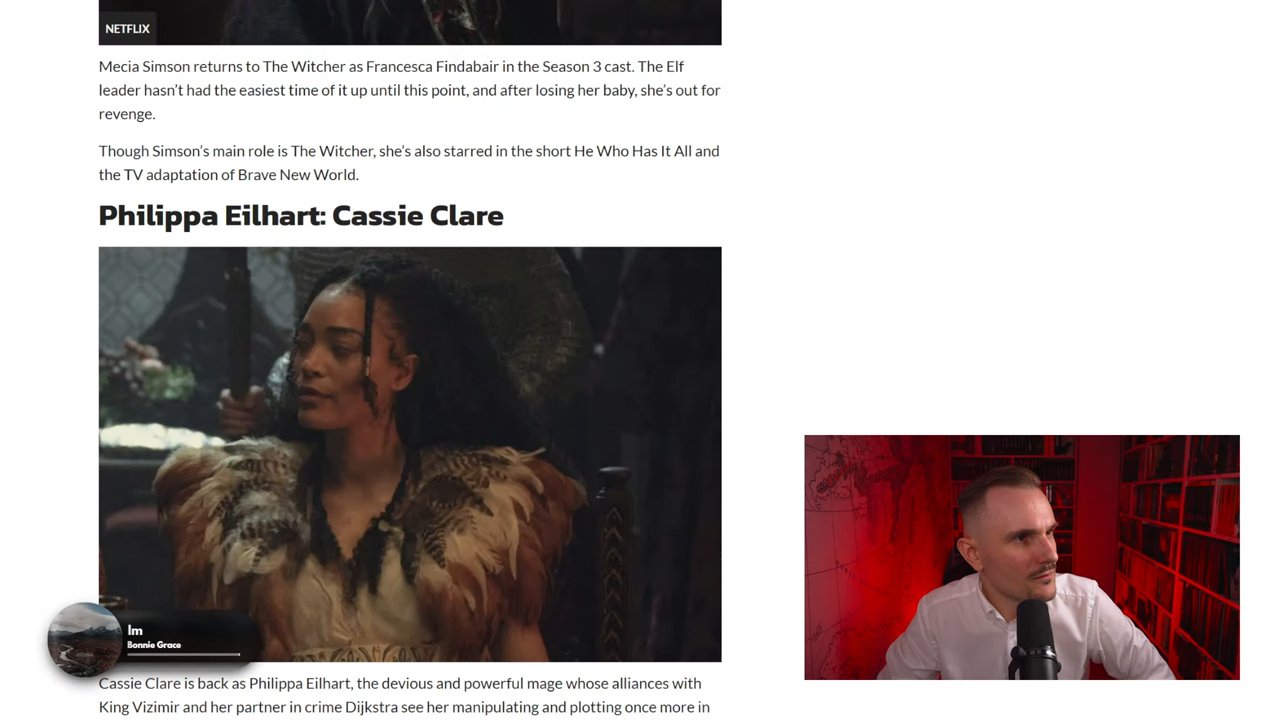 NETFLIX
Mecia Simson returns to The Witcher as Francesca Findabair in the Season 3 cast. The Elf
leader hasn't had the easiest time of it up until this point, and after losing her baby, she's out for
revenge.
Though Simson's main role is The Witcher, she's also starred in the short He Who Has It All and
the TV adaptation of Brave New World.
Philippa Eilhart: Cassie Clare
Im
Bonnie Grace
Cassie Clare is back as Philippa Eilhart, the devious and powerful mage whose alliances with
King Vizimir and her partner in crime Dijkstra see her manipulating and plotting once more in